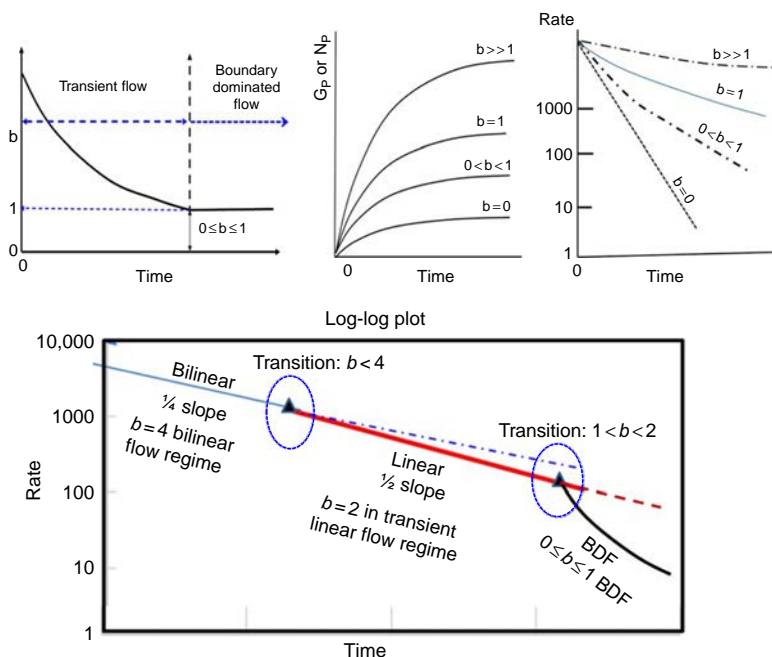 Transient flow
Boundary
dominated
flow
b
1
0
0≤b≤1
0
Time
G_P or N_P
b>>1
b=1
0<b<1
b=0
0
Time
Rate
b>>1
b=1
0<b<1
b=0
1000
100
10
1
0
Time
Log-log plot
10,000
1000
100
10
1
Rate
Bilinear
¼ slope
b=4 bilinear
flow regime
Transition: b<4
Linear
½ slope
b=2 in transient
linear flow regime
Transition: 1<b<2
BDF
0≤b≤1 BDF
Time